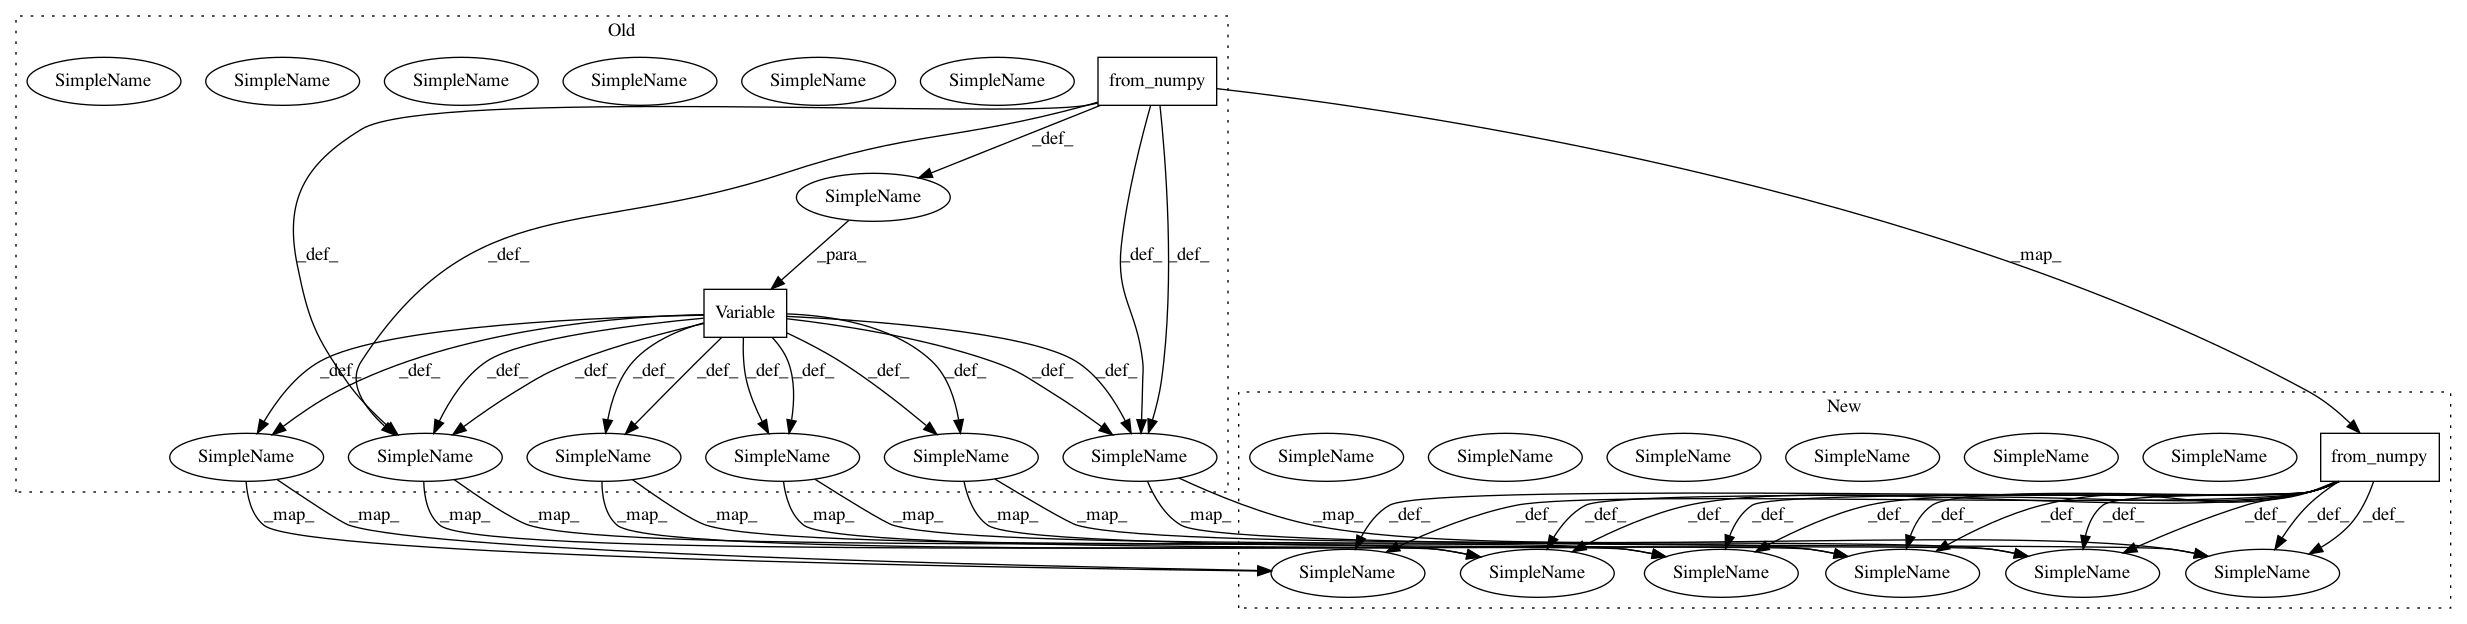 Old
SimpleName SimpleName SimpleName SimpleName SimpleName SimpleName from_numpy
_def_
SimpleName
_def_ _def_ _para_ _def_ _def_ _map_
Variable
_def_ _def_ _def_ _def_ _def_ _def_ _def_ _def_ _def_ _def_ _def_ _def_
New
SimpleName SimpleName SimpleName SimpleName SimpleName SimpleName SimpleName SimpleName SimpleName SimpleName SimpleName SimpleName from_numpy
_map_ _map_ _map_ _map_ _map_ _map_ _map_ _map_ _map_ _map_ _map_ _map_ _def_ _def_ _def_ _def_ _def_ _def_ _def_ _def_ _def_ _def_ _def_ _def_
SimpleName SimpleName SimpleName SimpleName SimpleName SimpleName